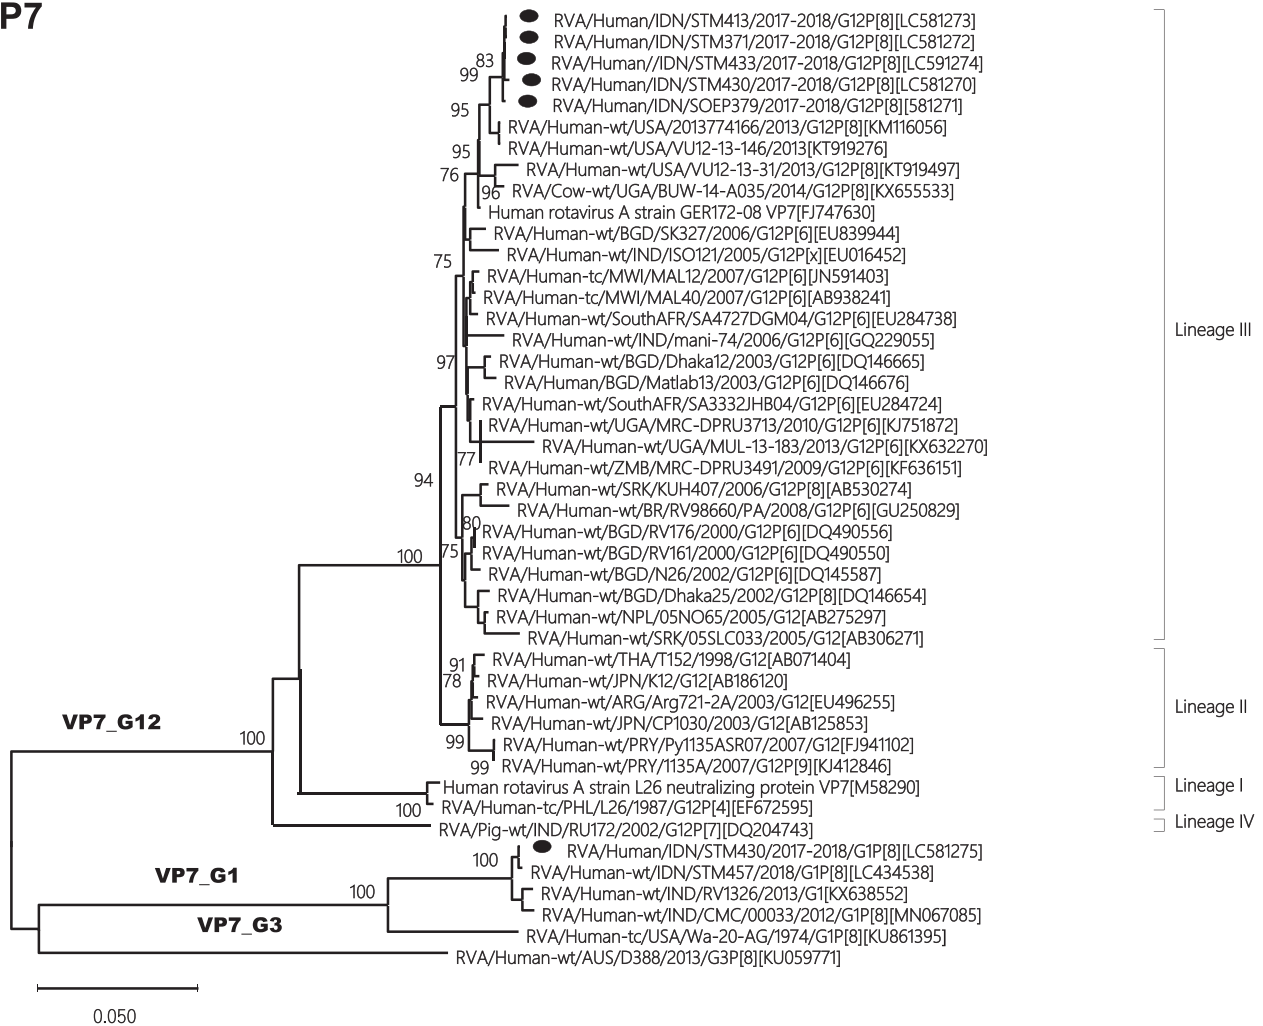 P7
RVA/Human/IDN/STM413/2017-2018/G12P[8][LC581273]
RVA/Human/IDN/STM371/2017-2018/G12P[8][LC581272]
83
RVA/Human//IDN/STM433/2017-2018/G12P[8][LC591274]
99
RVA/Human/IDN/STM430/2017-2018/G12P[8][LC581270]
95
RVA/Human/IDN/SOEP379/2017-2018/G12P[8][581271]
RVA/Human-wt/USA/2013774166/2013/G12P[8][KM116056]
95
RVA/Human-wt/USA/VU12-13-146/2013[KT919276]
76
RVA/Human-wt/USA/VU12-13-31/2013/G12P[8][KT919497]
96
RVA/Cow-wt/UGA/BUW-14-A035/2014/G12P[8][KX655533]
Human rotavirus A strain GER172-08 VP7[FJ747630]
RVA/Human-wt/BGD/SK327/2006/G12P[6][EU839944]
75
RVA/Human-wt/IND/ISO121/2005/G12P[x][EU016452]
RVA/Human-tc/MWI/MAL12/2007/G12P[6][JN591403]
RVA/Human-tc/MWI/MAL40/2007/G12P[6][AB938241]
RVA/Human-wt/SouthAFR/SA4727DGM04/G12P[6][EU284738]
Lineage III
RVA/Human-wt/IND/mani-74/2006/G12P[6][GQ229055]
97
RVA/Human-wt/BGD/Dhaka12/2003/G12P[6][DQ146665]
RVA/Human/BGD/Matlab13/2003/G12P[6][DQ146676]
RVA/Human-wt/SouthAFR/SA3332JHB04/G12P[6][EU284724]
RVA/Human-wt/UGA/MRC-DPRU3713/2010/G12P[6][KJ751872]
RVA/Human-wt/UGA/MUL-13-183/2013/G12P[6][KX632270]
77
RVA/Human-wt/ZMB/MRC-DPRU3491/2009/G12P[6][KF636151]
94
RVA/Human-wt/SRK/KUH407/2006/G12P[8][AB530274]
RVA/Human-wt/BR/RV98660/PA/2008/G12P[6][GU250829]
80
RVA/Human-wt/BGD/RV176/2000/G12P[6][DQ490556]
100
75
RVA/Human-wt/BGD/RV161/2000/G12P[6][DQ490550]
RVA/Human-wt/BGD/N26/2002/G12P[6][DQ145587]
RVA/Human-wt/BGD/Dhaka25/2002/G12P[8][DQ146654]
RVA/Human-wt/NPL/05NO65/2005/G12[AB275297]
RVA/Human-wt/SRK/05SLC033/2005/G12[AB306271]
91
RVA/Human-wt/THA/T152/1998/G12[AB071404]
78
RVA/Human-wt/JPN/K12/G12[AB186120]
RVA/Human-wt/ARG/Arg721-2A/2003/G12[EU496255]
Lineage II
VP7_G12
RVA/Human-wt/JPN/CP1030/2003/G12[AB125853]
100
99
RVA/Human-wt/PRY/Py1135ASR07/2007/G12[FJ941102]
99
RVA/Human-wt/PRY/1135A/2007/G12P[9][KJ412846]
Human rotavirus A strain L26 neutralizing protein VP7[M58290]
Lineage I
100
RVA/Human-tc/PHL/L26/1987/G12P[4][EF672595]
RVA/Pig-wt/IND/RU172/2002/G12P[7][DQ204743]
Lineage IV
RVA/Human/IDN/STM430/2017-2018/G1P[8][LC581275]
100
VP7_G1
RVA/Human-wt/IDN/STM457/2018/G1P[8][LC434538]
100
RVA/Human-wt/IND/RV1326/2013/G1[KX638552]
VP7_G3
RVA/Human-wt/IND/CMC/00033/2012/G1P[8][MN067085]
RVA/Human-tc/USA/Wa-20-AG/1974/G1P[8][KU861395]
RVA/Human-wt/AUS/D388/2013/G3P[8][KU059771]
0.050